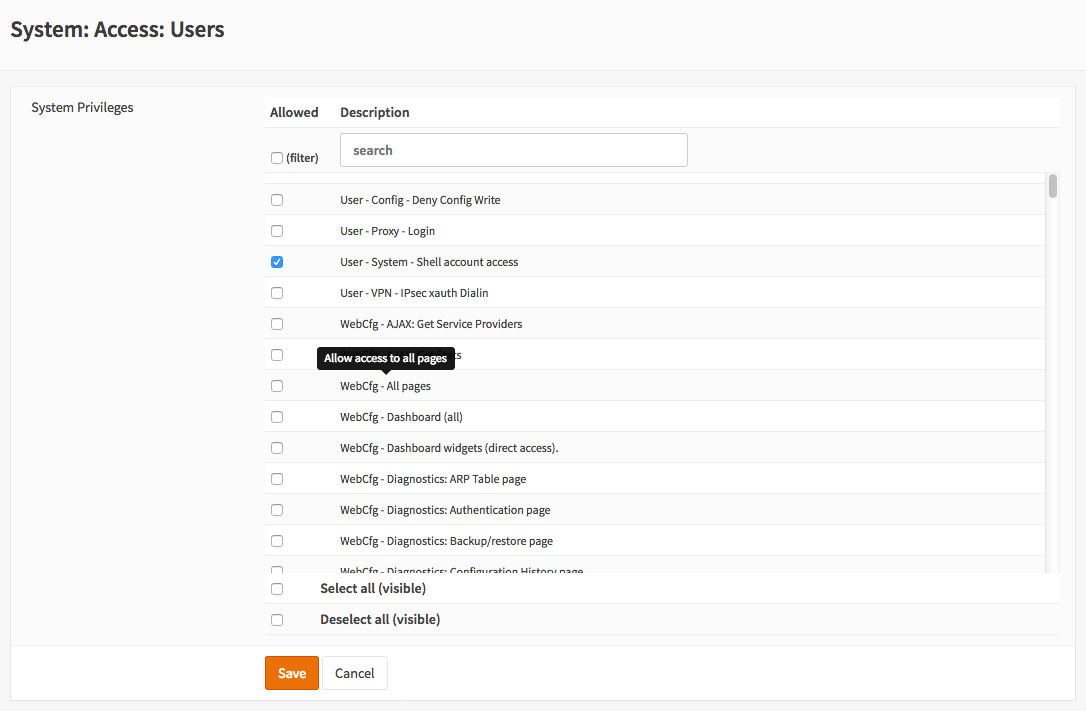 System: Access: Users
System Privileges
Allowed Description
(filter) search
User - Config - Deny Config Write
User - Proxy - Login
User - System - Shell account access
User - VPN - IPsec xauth Dialin
WebCfg - AJAX: Get Service Providers
Allow access to all pages
WebCfg - All pages
WebCfg - Dashboard (all)
WebCfg - Dashboard widgets (direct access).
WebCfg - Diagnostics: ARP Table page
WebCfg - Diagnostics: Authentication page
WebCfg - Diagnostics: Backup/restore page
WebCfg - Diagnostics: Configuration History page
Select all (visible)
Deselect all (visible)
Save Cancel